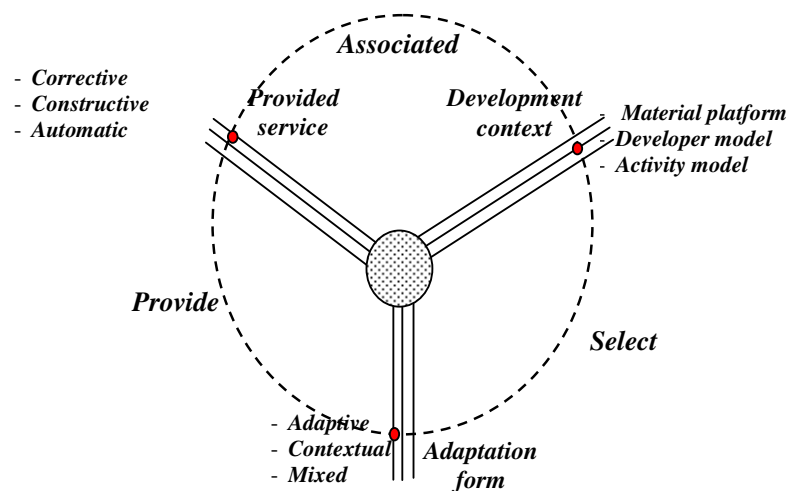 Associated
- Corrective
- Constructive
- Automatic
Provided
service
Development
context
- Material platform
- Developer model
- Activity model
Provide
Select
- Adaptive
- Contextual
- Mixed
Adaptation
form